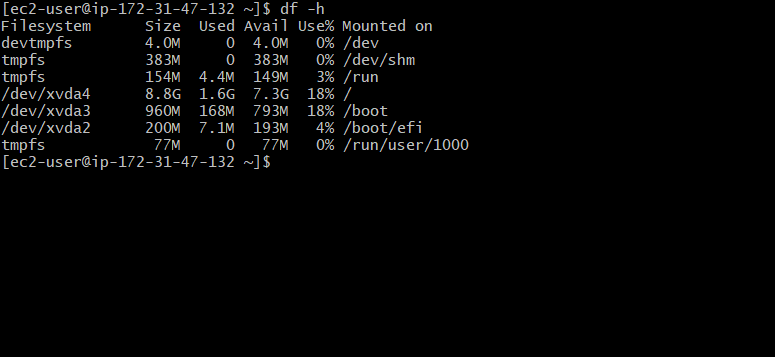 [ec2-user@ip-172-31-47-132 ~]$ df -h
Filesystem      Size  Used Avail Use% Mounted on
devtmpfs        4.0M     0  4.0M   0% /dev
tmpfs           383M     0  383M   0% /dev/shm
tmpfs           154M  4.4M  149M   3% /run
/dev/xvda4      8.8G  1.6G  7.3G  18% /
/dev/xvda3      960M  168M  793M  18% /boot
/dev/xvda2      200M  7.1M  193M   4% /boot/efi
tmpfs            77M     0   77M   0% /run/user/1000
[ec2-user@ip-172-31-47-132 ~]$